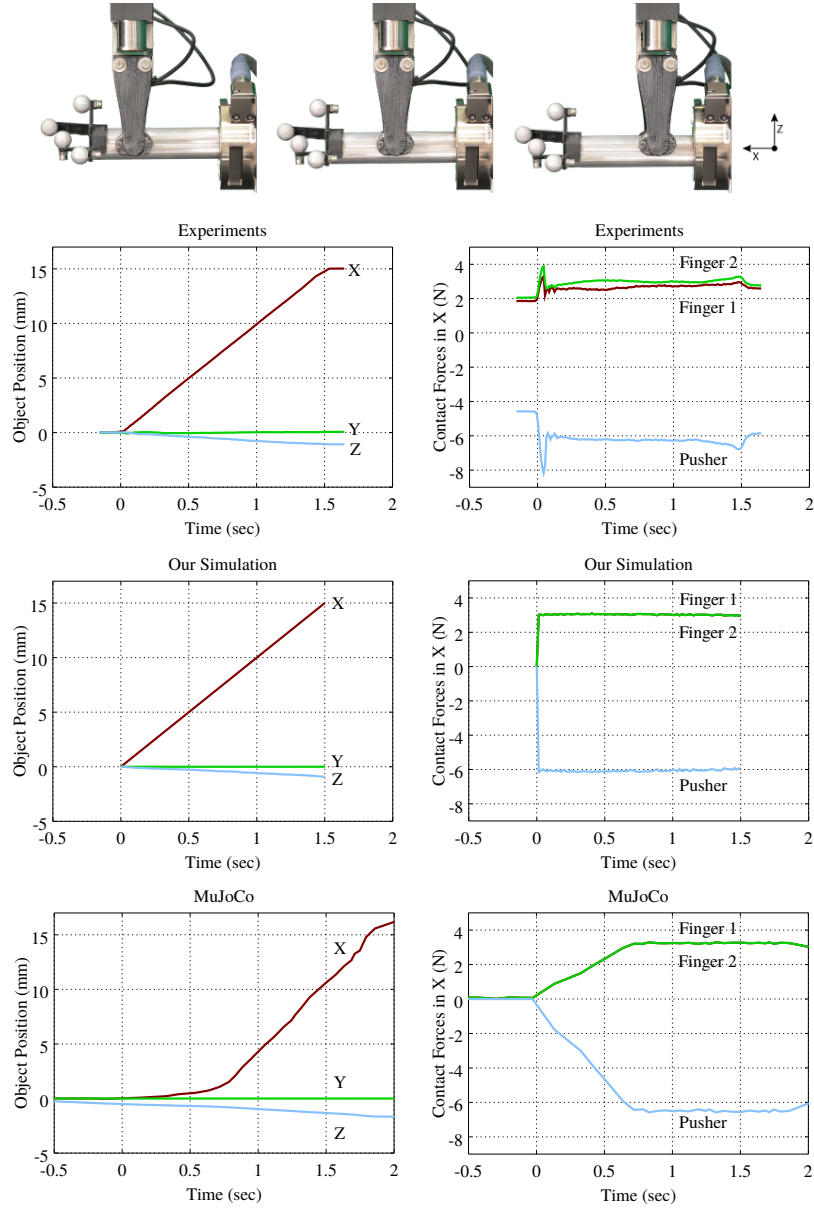 Z
X
Experiments
Object Position (mm)
15
10
5
0
-5
X
Y
Z
-0.5 0 0.5 1 1.5 2
Time (sec)
Experiments
Contact Forces in X (N)
4
2
0
-2
-4
-6
-8
Finger 2
Finger 1
Pusher
-0.5 0 0.5 1 1.5 2
Time (sec)
Our Simulation
Object Position (mm)
15
10
5
0
-5
X
Y
Z
-0.5 0 0.5 1 1.5 2
Time (sec)
Our Simulation
Contact Forces in X (N)
4
2
0
-2
-4
-6
-8
Finger 1
Finger 2
Pusher
-0.5 0 0.5 1 1.5 2
Time (sec)
MuJoCo
Object Position (mm)
15
10
5
0
-5
X
Y
Z
-0.5 0 0.5 1 1.5 2
Time (sec)
MuJoCo
Contact Forces in X (N)
4
2
0
-2
-4
-6
-8
Finger 1
Finger 2
Pusher
-0.5 0 0.5 1 1.5 2
Time (sec)